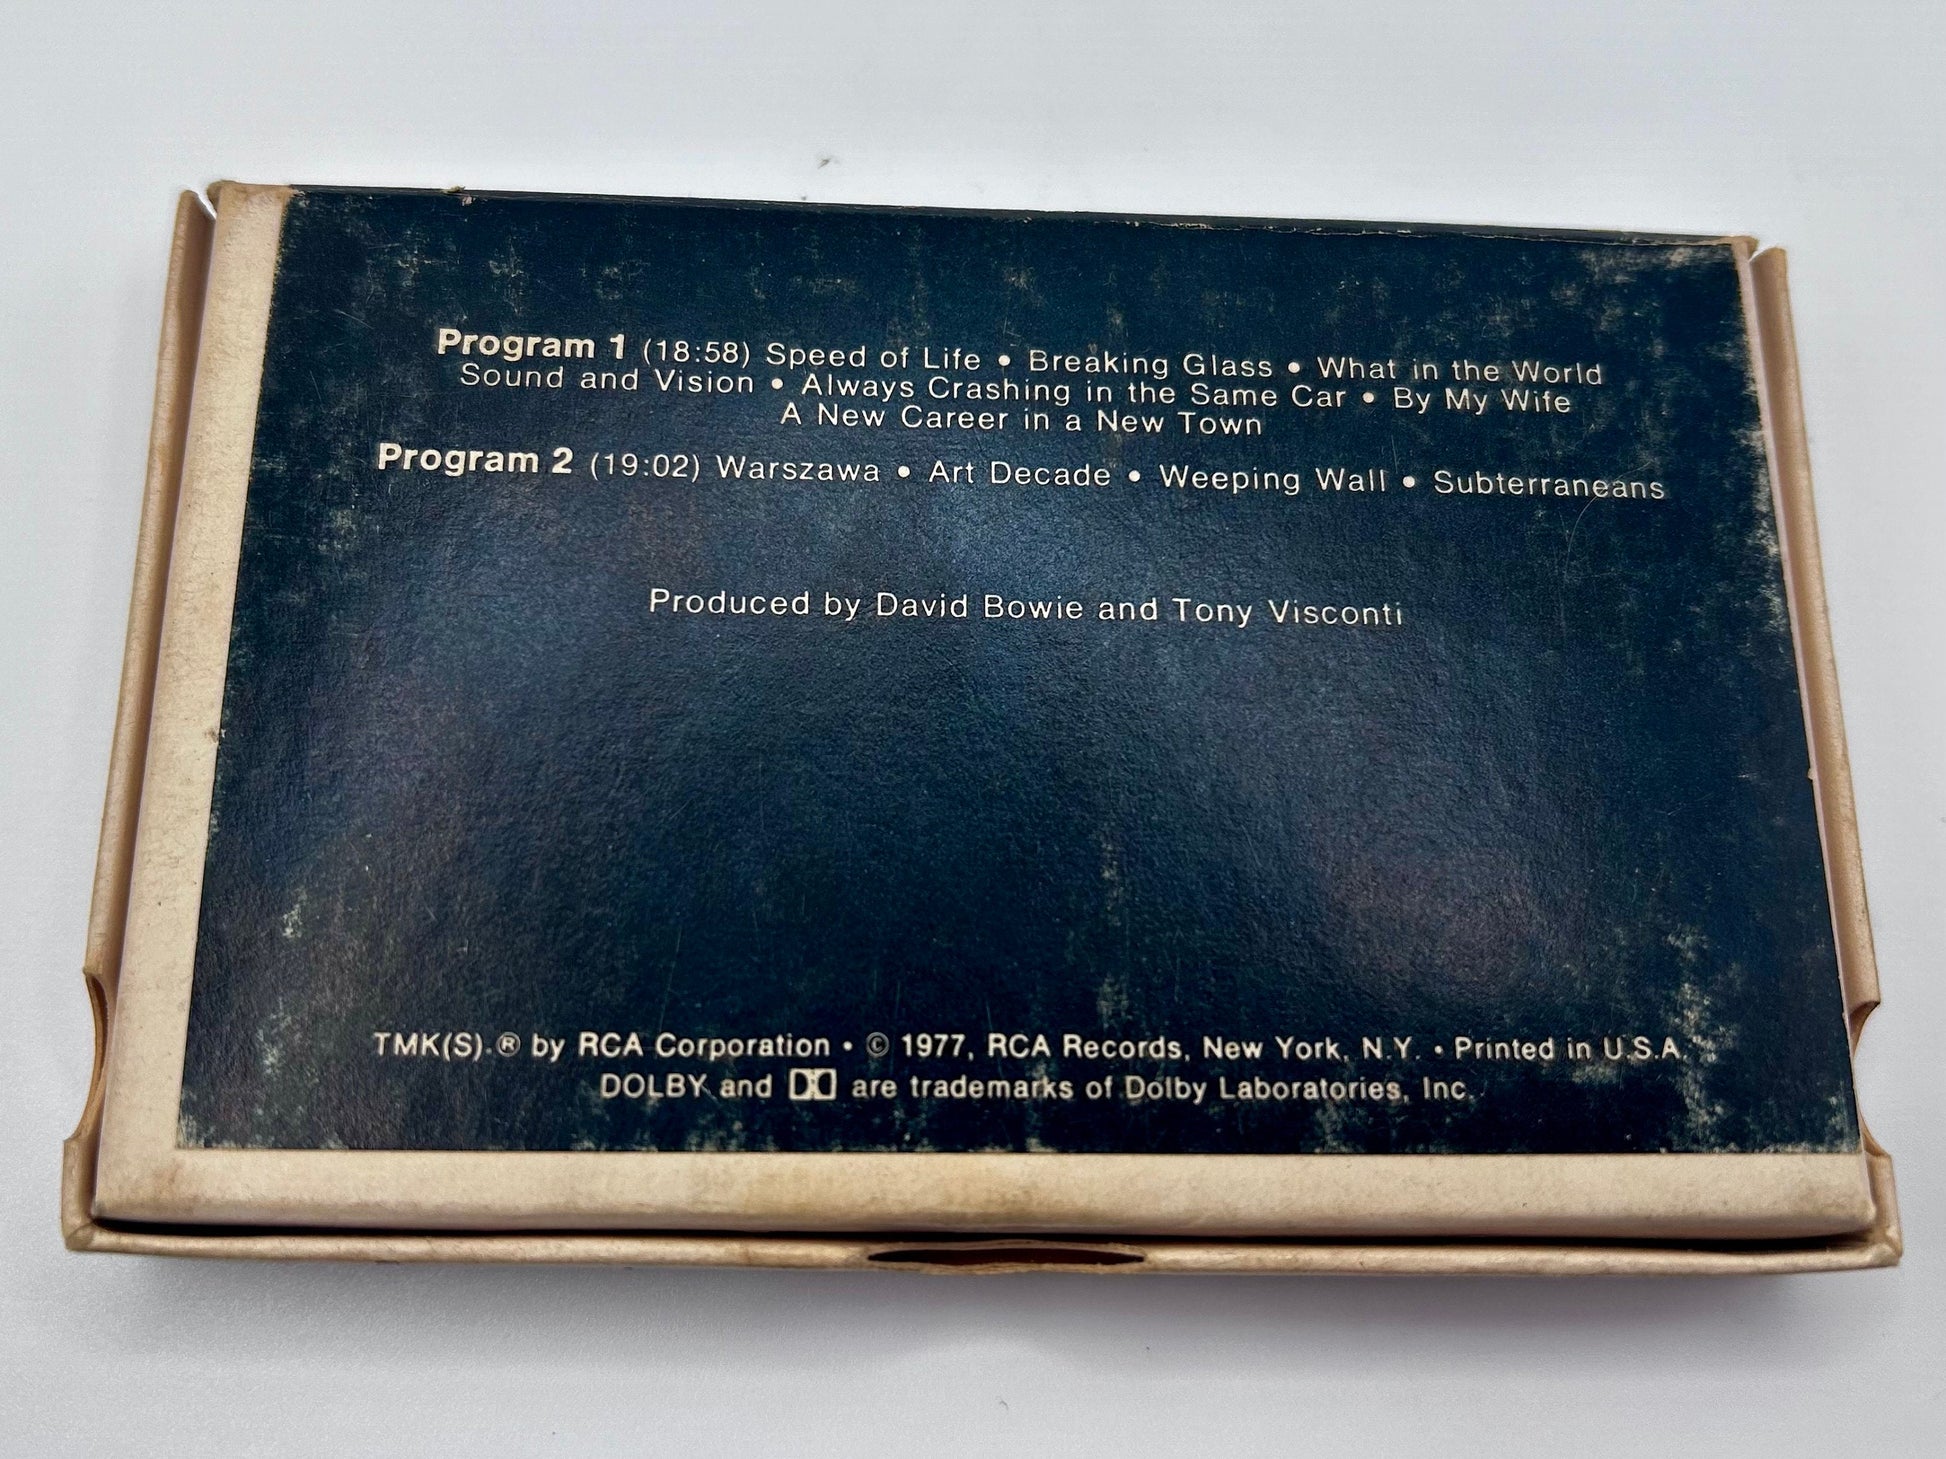 Program 1 (18:58) Speed of Life • Breaking Glass • What in the World
Sound and Vision • Always Crashing in the Same Car • By My Wife
A New Career in a New Town
Program 2 (19:02) Warszawa • Art Decade • Weeping Wall • Subterraneans
Produced by David Bowie and Tony Visconti
TMK(S). ® by RCA Corporation • © 1977, RCA Records, New York, N.Y. • Printed in U.S.A.
DOLBY and are trademarks of Dolby Laboratories, Inc.